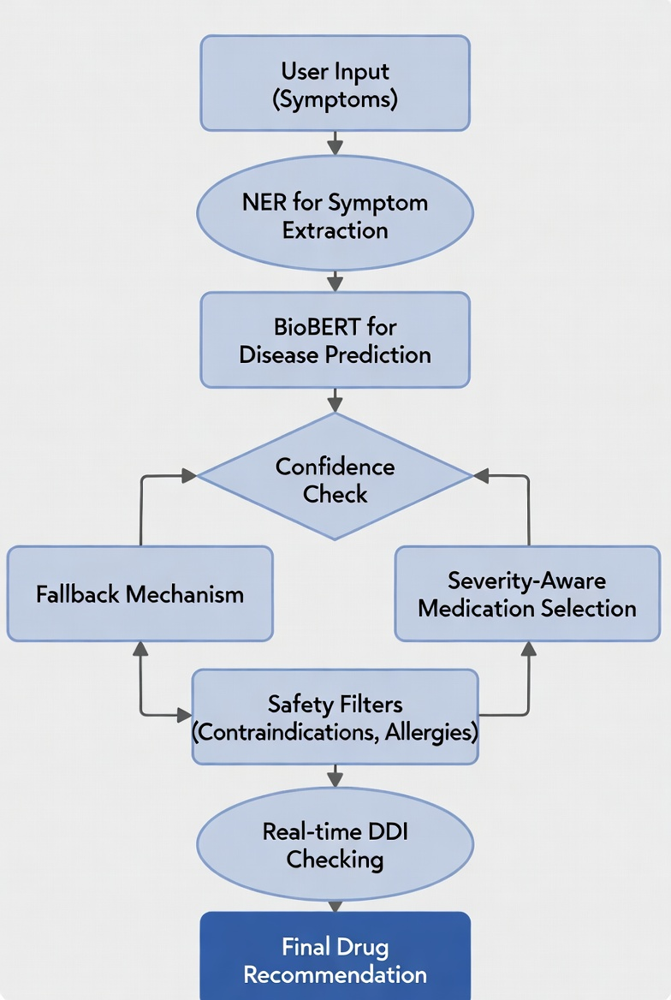 User Input
(Symptoms)
NER for Symptom
Extraction
BioBERT for
Disease Prediction
Confidence
Check
Fallback Mechanism
Severity-Aware
Medication Selection
Safety Filters
(Contraindications, Allergies)
Real-time DDI
Checking
Final Drug
Recommendation